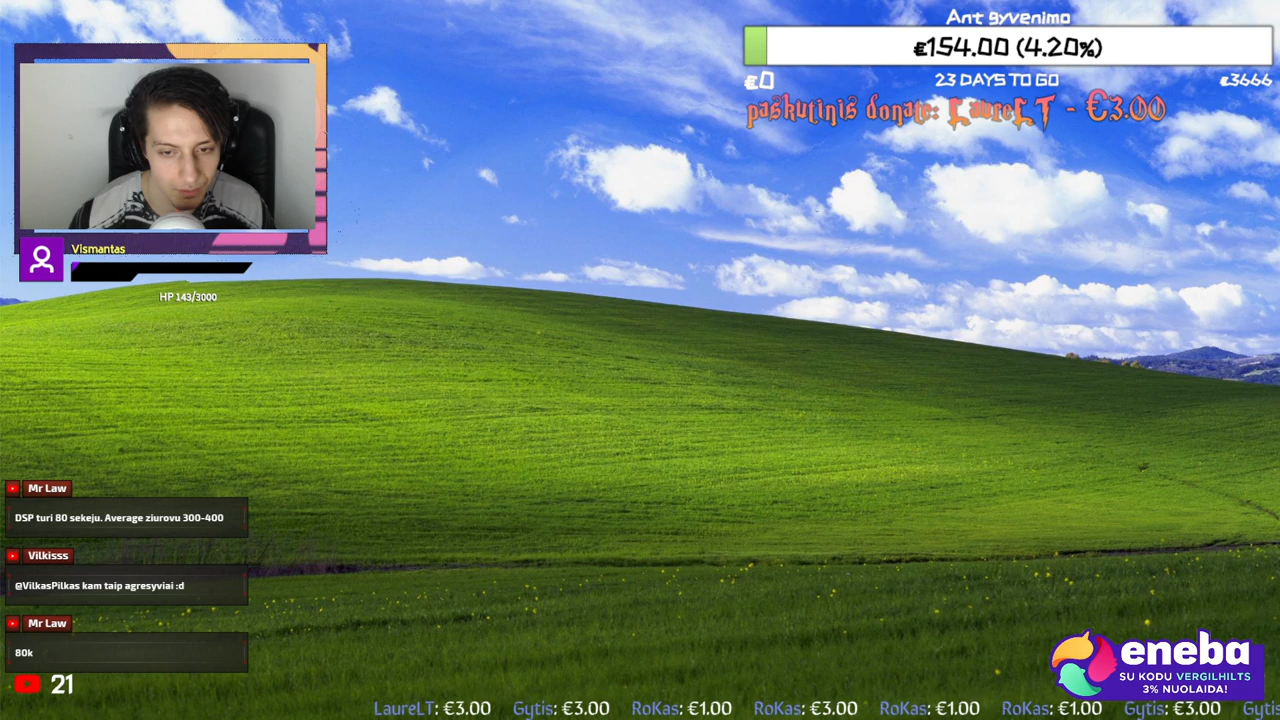 Ant gyvenimo
€154.00 (4.20%)
€0
23 DAYS TO GO
€3666
paskutinis donate: LaureLT - €3.00
Vismantas
HP 143/3000
Mr Law
DSP turi 80 sekeju. Average ziurovu 300-400
Vilkisss
@VilkasPilkas kam taip agresyviai :d
Mr Law
80k
21
eneba
SU KODU VERGILHILTS
3% NUOLAIDA!
LaureLT: €3.00 Gytis: €3.00 RoKas: €1.00 RoKas: €3.00 RoKas: €1.00 RoKas: €1.00 Gytis: €3.00 Gytis